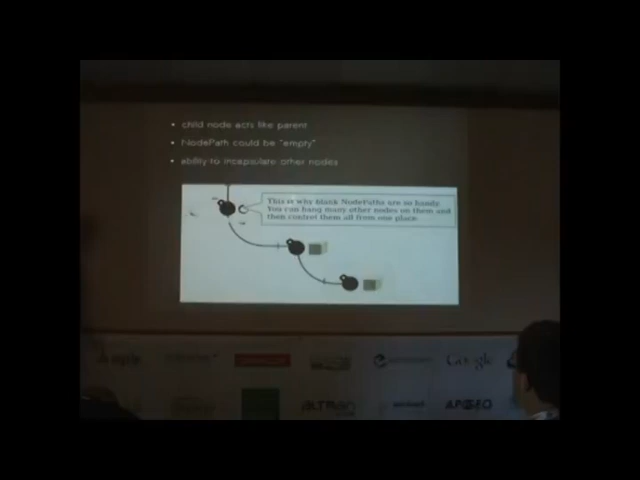 • child node acts like parent
• NodePath could be "empty"
• ability to incapsulate other nodes
This is why blank NodePaths are so handy.
You can hang many other nodes on them and
then control them all from one place.
Google
ALTRAN
APOGEO